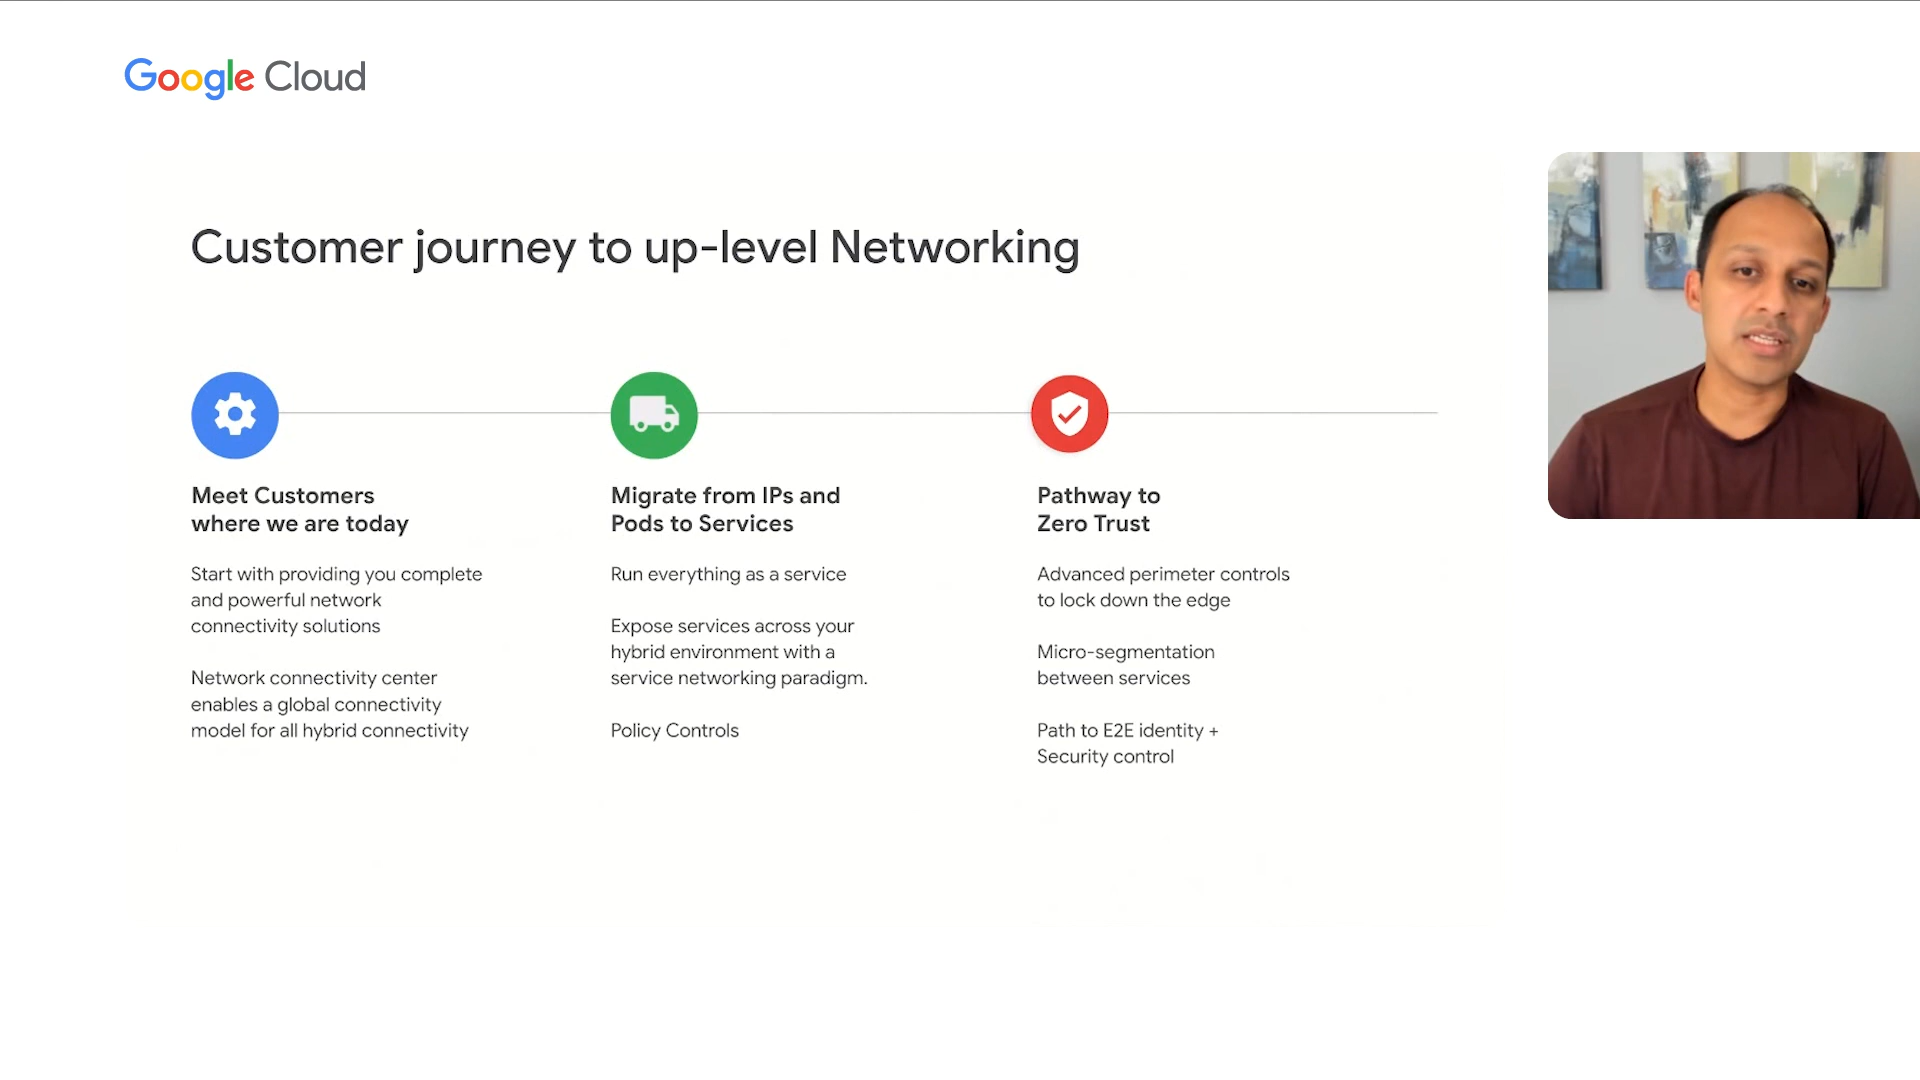 Google Cloud
Customer journey to up-level Networking
Meet Customers
where we are today
Start with providing you complete
and powerful network
connectivity solutions
Network connectivity center
enables a global connectivity
model for all hybrid connectivity
Migrate from IPs and
Pods to Services
Run everything as a service
Expose services across your
hybrid environment with a
service networking paradigm.
Policy Controls
Pathway to
Zero Trust
Advanced perimeter controls
to lock down the edge
Micro-segmentation
between services
Path to E2E identity +
Security control